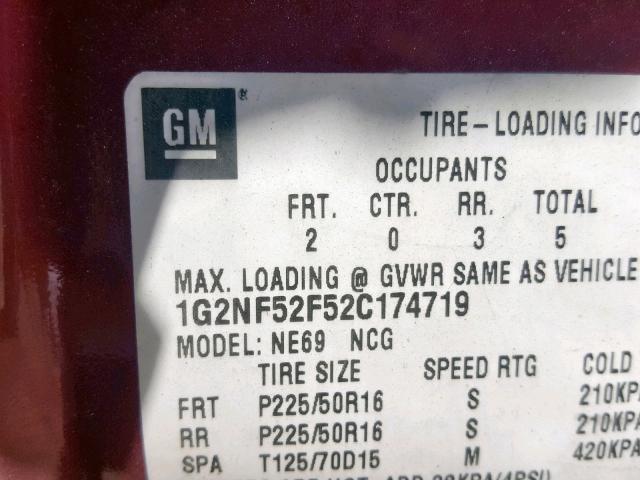 GM ®
TIRE-LOADING INFO
OCCUPANTS
FRT. CTR. RR. TOTAL
2 0 3 5
MAX. LOADING @ GVWR SAME AS VEHICLE
1G2NF52F52C174719
MODEL: NE69 NCG
TIRE SIZE SPEED RTG COLD
FRT P225/50R16 S 210KPA
RR P225/50R16 S 210KPA
SPA T125/70D15 M 420KPA